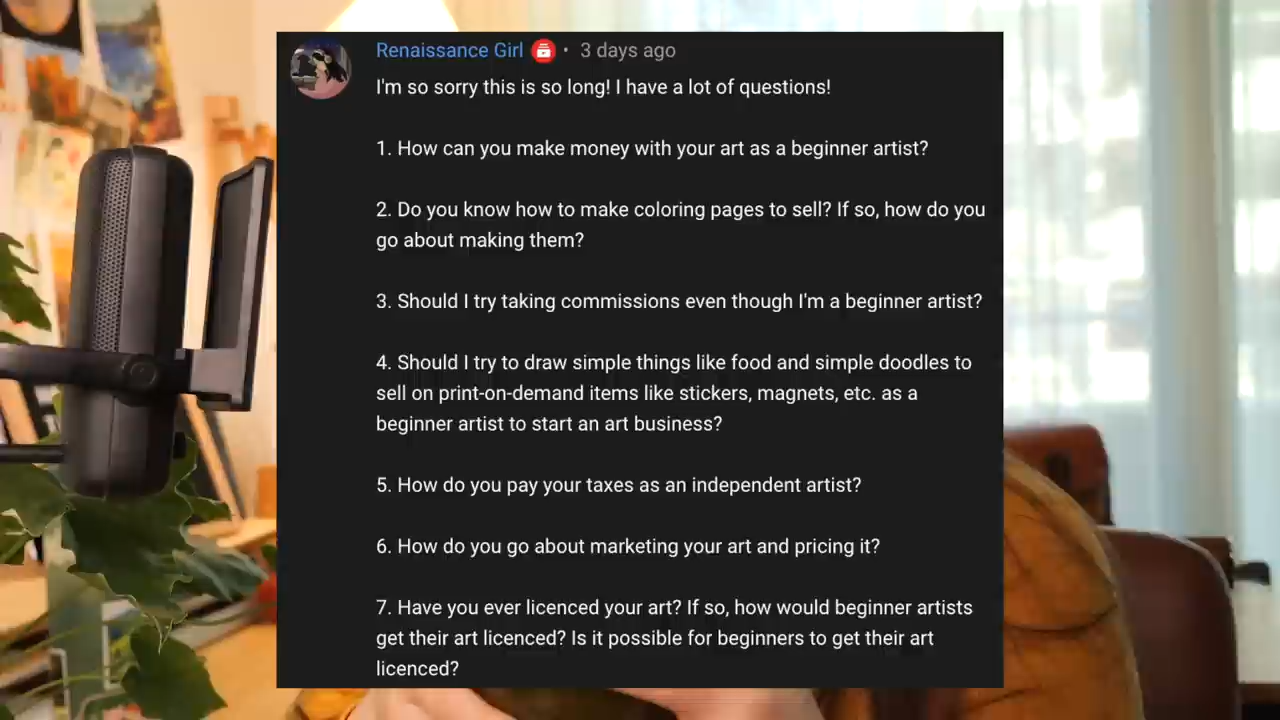 Renaissance Girl • 3 days ago
I'm so sorry this is so long! I have a lot of questions!
1. How can you make money with your art as a beginner artist?
2. Do you know how to make coloring pages to sell? If so, how do you
go about making them?
3. Should I try taking commissions even though I'm a beginner artist?
4. Should I try to draw simple things like food and simple doodles to
sell on print-on-demand items like stickers, magnets, etc. as a
beginner artist to start an art business?
5. How do you pay your taxes as an independent artist?
6. How do you go about marketing your art and pricing it?
7. Have you ever licenced your art? If so, how would beginner artists
get their art licenced? Is it possible for beginners to get their art
licenced?